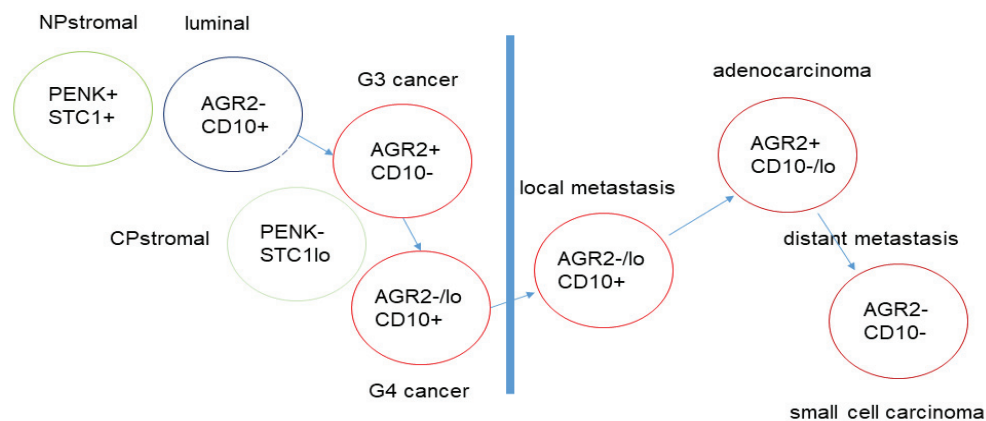 NPstromal
luminal
PENK+
STC1+
AGR2-
CD10+
G3 cancer
AGR2+
CD10-
CPstromal
PENK-
STC1lo
AGR2-/lo
CD10+
G4 cancer
local metastasis
AGR2-/lo
CD10+
adenocarcinoma
AGR2+
CD10-/lo
distant metastasis
AGR2-
CD10-
small cell carcinoma